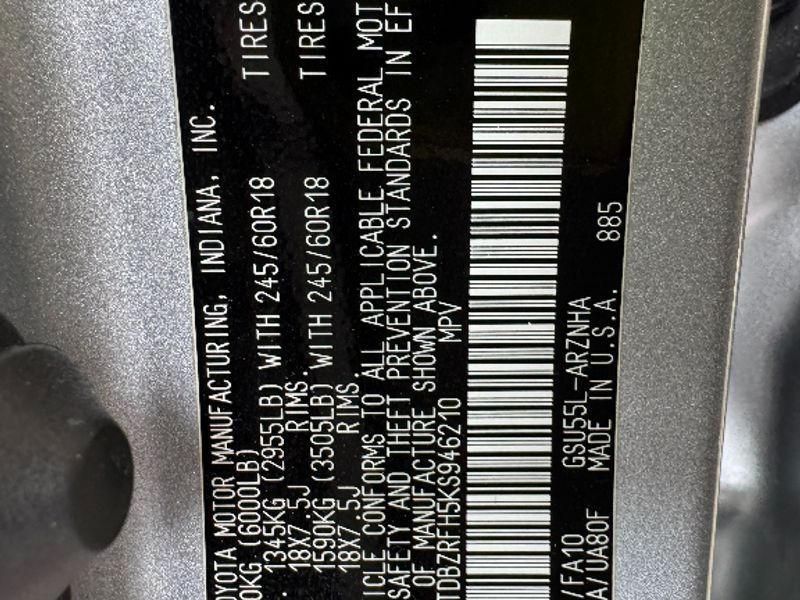 OYOTA MOTOR MANUFACTURING, INDIANA, INC.
0KG (6000LB)
1345KG (2955LB) WITH 245/60R18 TIRES
18X7.5J RIMS.
1590KG (3505LB) WITH 245/60R18 TIRES
18X7.5J RIMS.
ICLE CONFORMS TO ALL APPLICABLE FEDERAL MOT
SAFETY AND THEFT PREVENTION STANDARDS IN EF
OF MANUFACTURE SHOWN ABOVE.
TDBZRFH5KS946210 MPV
/FA10 GSU55L-ARZNHA
A/UA80F MADE IN U.S.A. 885